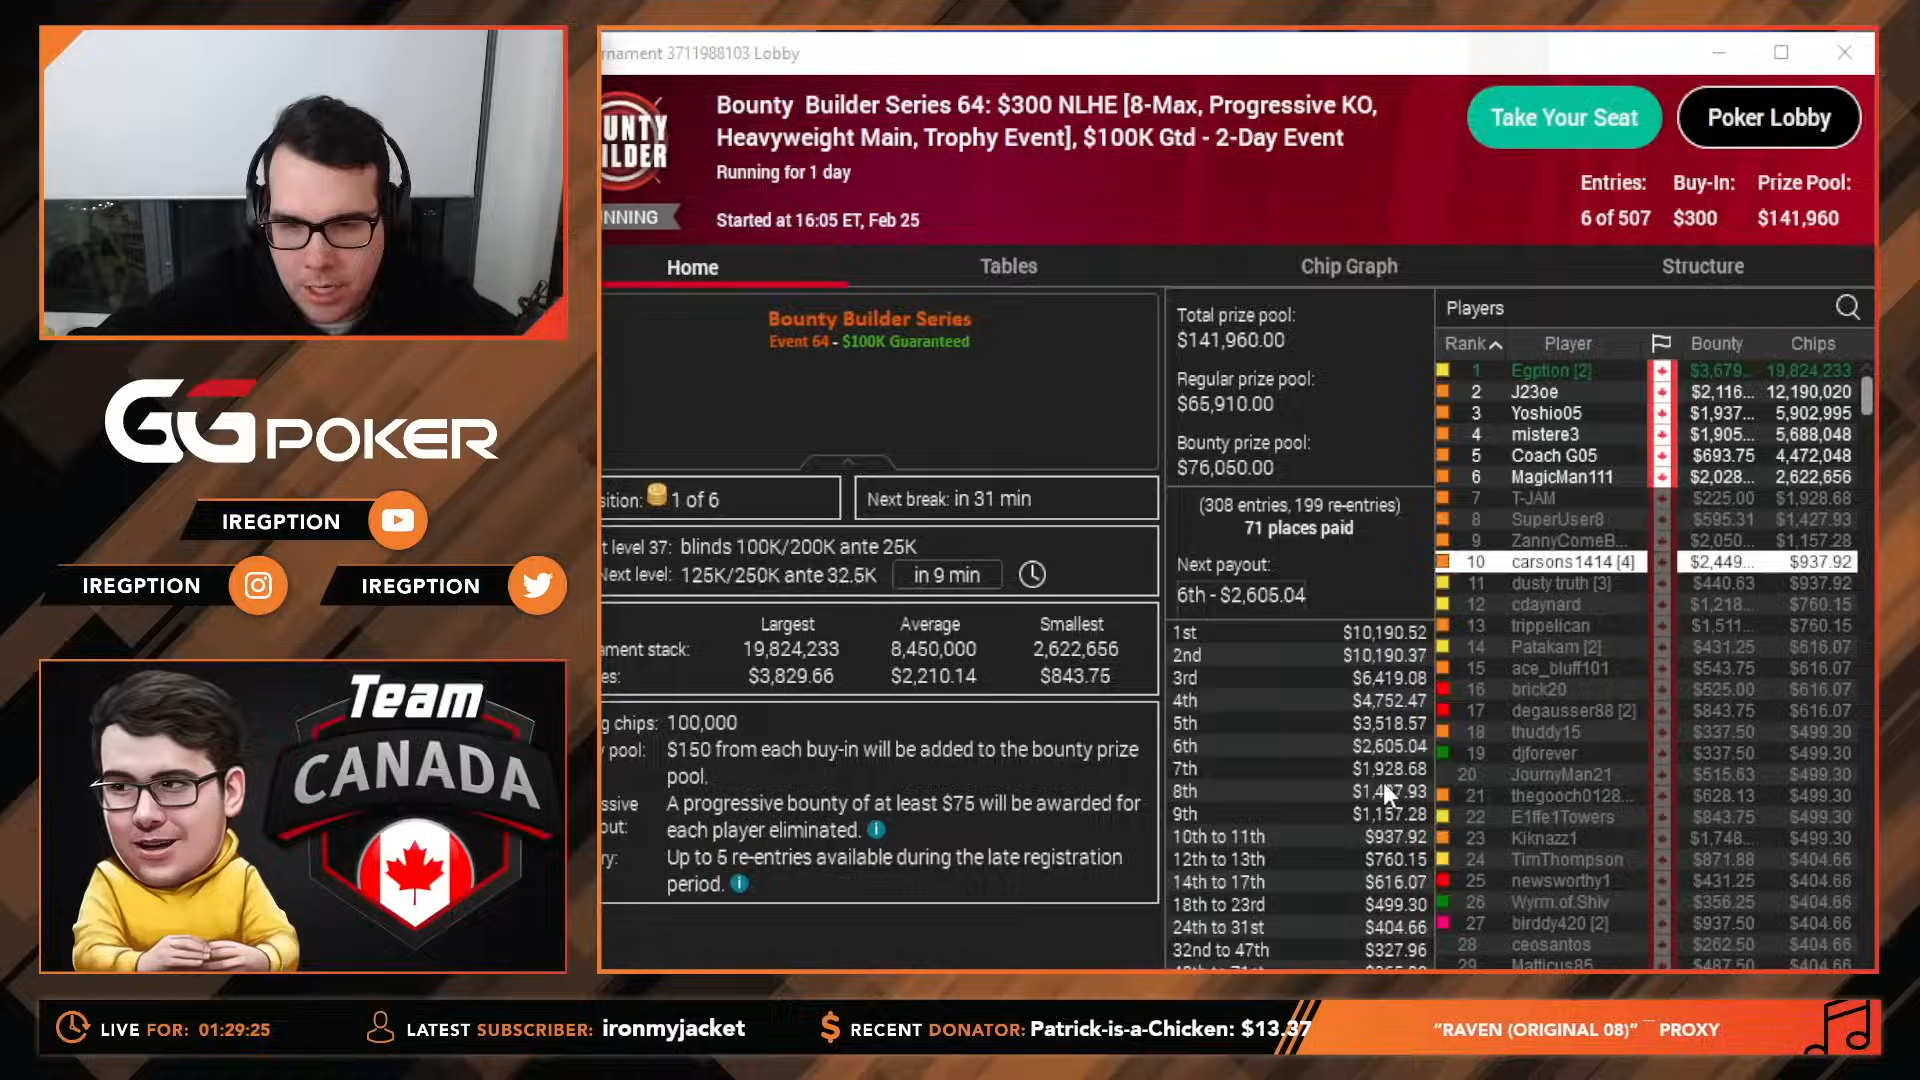 GGPOKER
IREGPTION
IREGPTION
IREGPTION
Team
CANADA
rnament 3711988103 Lobby
UNTY
ILDER
NNING
Bounty Builder Series 64: $300 NLHE [8-Max, Progressive KO,
Heavyweight Main, Trophy Event], $100K Gtd - 2-Day Event
Running for 1 day
Started at 16:05 ET, Feb 25
Take Your Seat
Poker Lobby
Entries: Buy-In: Prize Pool:
6 of 507 $300 $141,960
Home Tables Chip Graph Structure
Bounty Builder Series
Event 64 - $100K Guaranteed
sition: 1 of 6
Next break: in 31 min
t level 37: blinds 100K/200K ante 25K
Next level: 125K/250K ante 32.5K in 9 min
Largest Average Smallest
ament stack: 19,824,233 8,450,000 2,622,656
es: $3,829.66 $2,210.14 $843.75
g chips: 100,000
y pool: $150 from each buy-in will be added to the bounty prize
pool.
ssive A progressive bounty of at least $75 will be awarded for
out: each player eliminated.
ry: Up to 5 re-entries available during the late registration
period.
Total prize pool:
$141,960.00
Regular prize pool:
$65,910.00
Bounty prize pool:
$76,050.00
(308 entries, 199 re-entries)
71 places paid
Next payout:
6th - $2,605.04
1st $10,190.52
2nd $10,190.37
3rd $6,419.08
4th $4,752.47
5th $3,518.57
6th $2,605.04
7th $1,928.68
8th
9th $1,157.28
10th to 11th $937.92
12th to 13th $760.15
14th to 17th $616.07
18th to 23rd $499.30
24th to 31st $404.66
32nd to 47th $327.96
Players
Rank Player Bounty Chips
1 Egption [2] $3,679... 19,824,233
2 J23oe $2,116... 12,190,020
3 Yoshio05 $1,937... 5,902,995
4 mistere3 $1,905... 5,688,048
5 Coach G05 $693.75 4,472,048
6 MagicMan111 $2,028... 2,622,656
7 T-JAM $225.00 $1,928.68
8 SuperUser8 $595.31 $1,427.93
9 ZannyComeB... $2,050... $1,157.28
10 carsons1414 [4] $2,449... $937.92
11 dusty truth [3] $440.63 $937.92
12 cdaynard $1,218... $760.15
13 trippelican $1,511... $760.15
14 Patakam [2] $431.25 $616.07
15 ace_bluff101 $543.75 $616.07
16 brick20 $525.00 $616.07
17 degausser88 [2] $843.75 $616.07
18 thuddy15 $337.50 $499.30
19 djforever $337.50 $499.30
20 JournyMan21 $515.63 $499.30
21 thegooch0128... $628.13 $499.30
22 E1ffe1Towers $843.75 $499.30
23 Kiknazz1 $1,748... $499.30
24 TimThompson $871.88 $404.66
25 newsworthy1 $431.25 $404.66
26 Wyrm.of.Shiv $356.25 $404.66
27 birddy420 [2] $937.50 $404.66
28 ceosantos $262.50 $404.66
29 Matticus85 $487.50 $404.66
LIVE FOR: 01:29:25
LATEST SUBSCRIBER: ironmyjacket
RECENT DONATOR: Patrick-is-a-Chicken: $13.37
"RAVEN (ORIGINAL 08)" ¯ PROXY